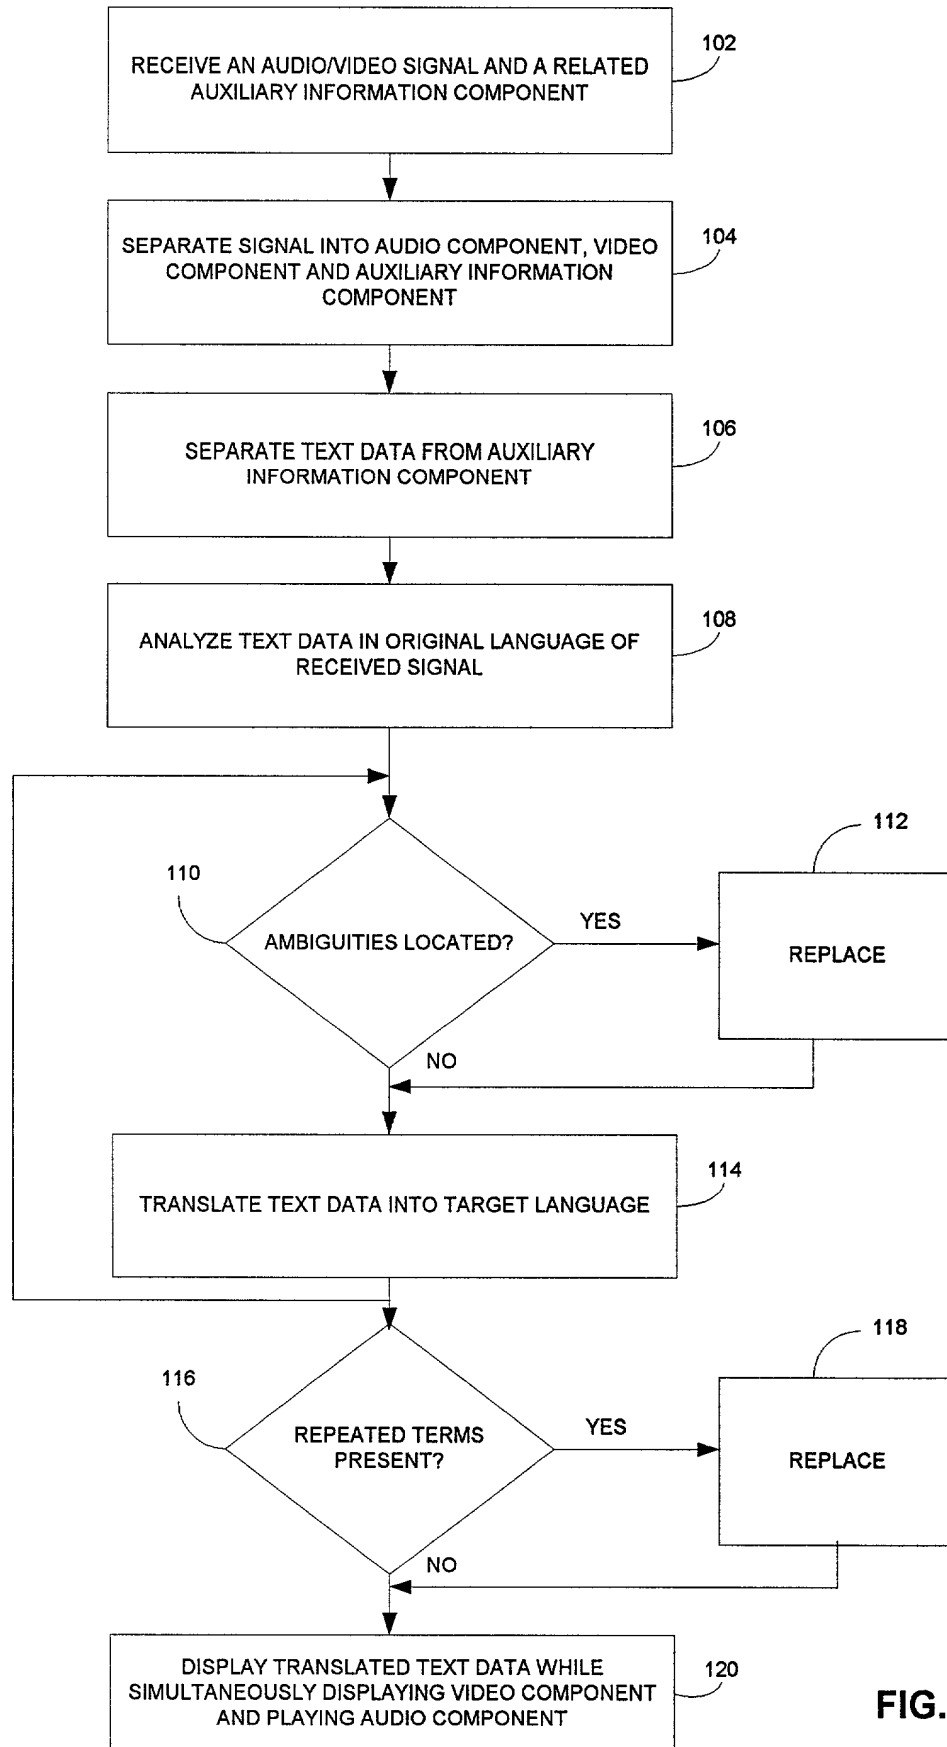 102
RECEIVE AN AUDIO/VIDEO SIGNAL AND A RELATED
AUXILIARY INFORMATION COMPONENT
104
SEPARATE SIGNAL INTO AUDIO COMPONENT, VIDEO
COMPONENT AND AUXILIARY INFORMATION
COMPONENT
106
SEPARATE TEXT DATA FROM AUXILIARY
INFORMATION COMPONENT
108
ANALYZE TEXT DATA IN ORIGINAL LANGUAGE OF
RECEIVED SIGNAL
112
110
YES
AMBIGUITIES LOCATED?
REPLACE
NO
114
TRANSLATE TEXT DATA INTO TARGET LANGUAGE
118
116
YES
REPEATED TERMS
PRESENT?
REPLACE
NO
120
DISPLAY TRANSLATED TEXT DATA WHILE
SIMULTANEOUSLY DISPLAYING VIDEO COMPONENT
AND PLAYING AUDIO COMPONENT
FIG.